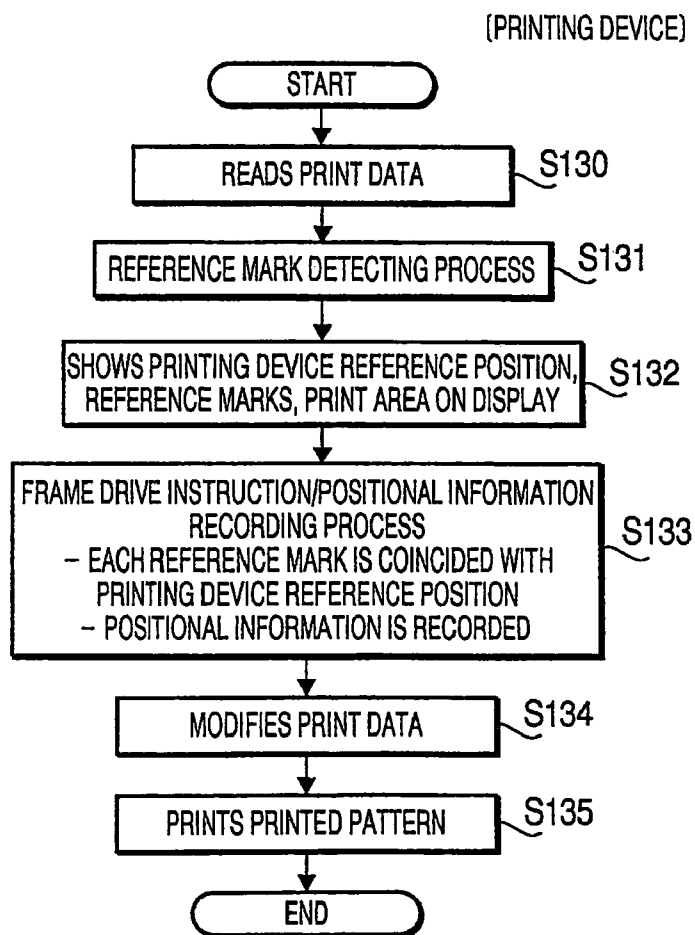 [PRINTING DEVICE]
START
READS PRINT DATA
S130
REFERENCE MARK DETECTING PROCESS
S131
SHOWS PRINTING DEVICE REFERENCE POSITION,
REFERENCE MARKS, PRINT AREA ON DISPLAY
S132
FRAME DRIVE INSTRUCTION/POSITIONAL INFORMATION
RECORDING PROCESS
– EACH REFERENCE MARK IS COINCIDED WITH
PRINTING DEVICE REFERENCE POSITION
– POSITIONAL INFORMATION IS RECORDED
S133
MODIFIES PRINT DATA
S134
PRINTS PRINTED PATTERN
S135
END